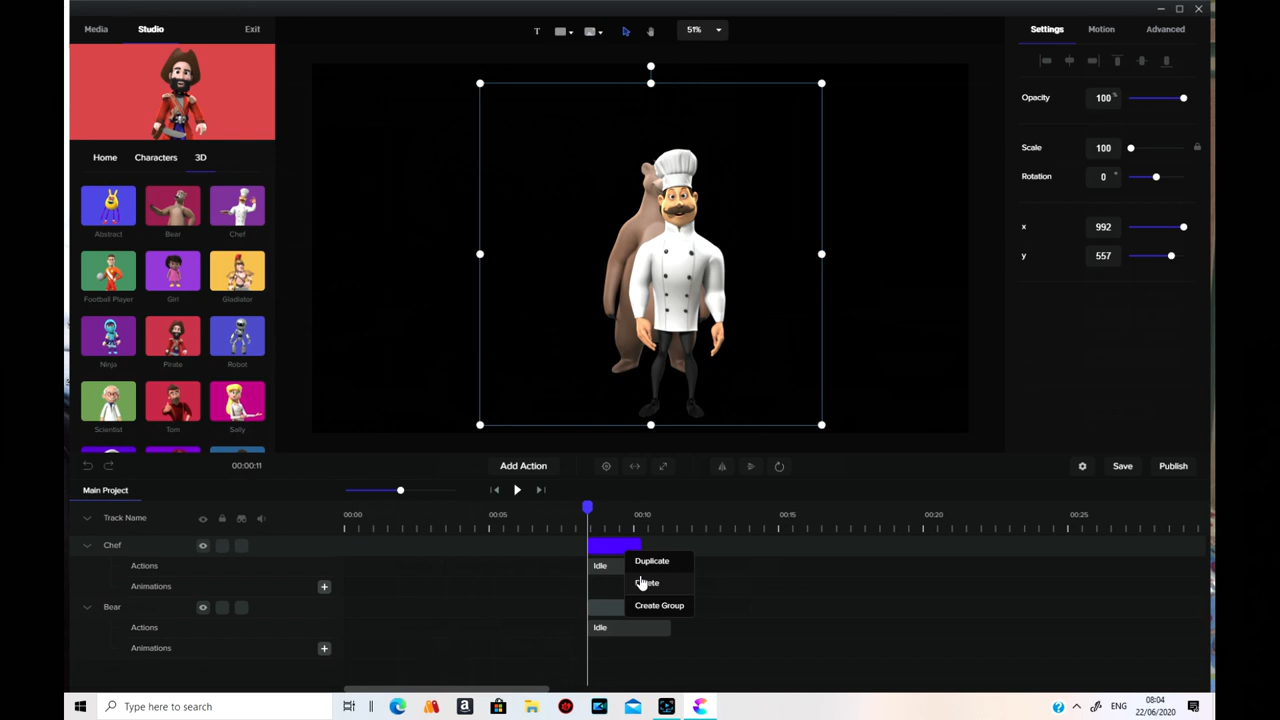 Media Studio Exit
T 51%
Settings Motion Advanced
Opacity 100 %
Home Characters 3D
Scale 100
Rotation 0 °
Abstract Bear Chef
x 992
y 557
Football Player Girl Gladiator
Ninja Pirate Robot
Scientist Tom Sally
00:00:11 Add Action Save Publish
Main Project
Track Name 00:00 00:05 00:10 00:15 00:20 00:25
Chef
Duplicate
Actions Idle
Animations
Create Group
Bear
Actions Idle
Animations
Type here to search
08:04
22/06/2020